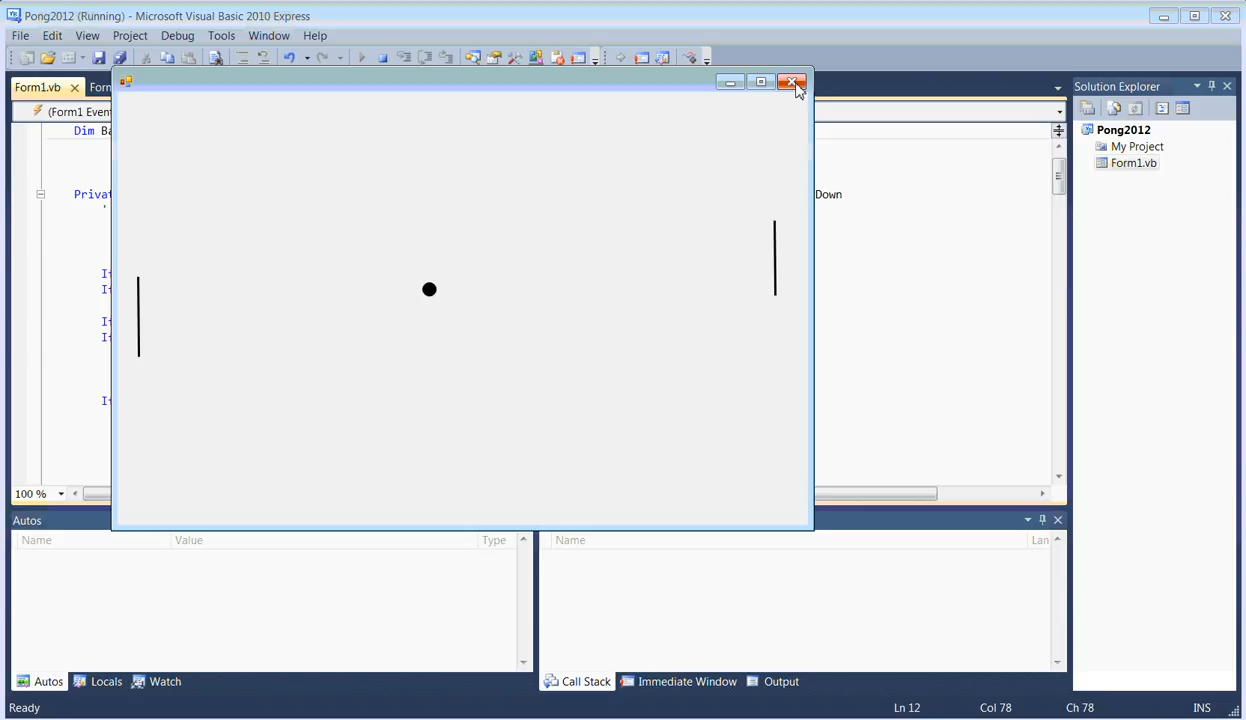 Pong2012 (Running) - Microsoft Visual Basic 2010 Express
File Edit View Project Debug Tools Window Help
Form1.vb
Form
(Form1 Event
Solution Explorer
Pong2012
My Project
Form1.vb
Dim Ba
Privat
Down
'
If
If
If
If
If
100 %
Autos
Name Value Type
Name Lan
Autos Locals Watch
Call Stack Immediate Window Output
Ready Ln 12 Col 78 Ch 78 INS